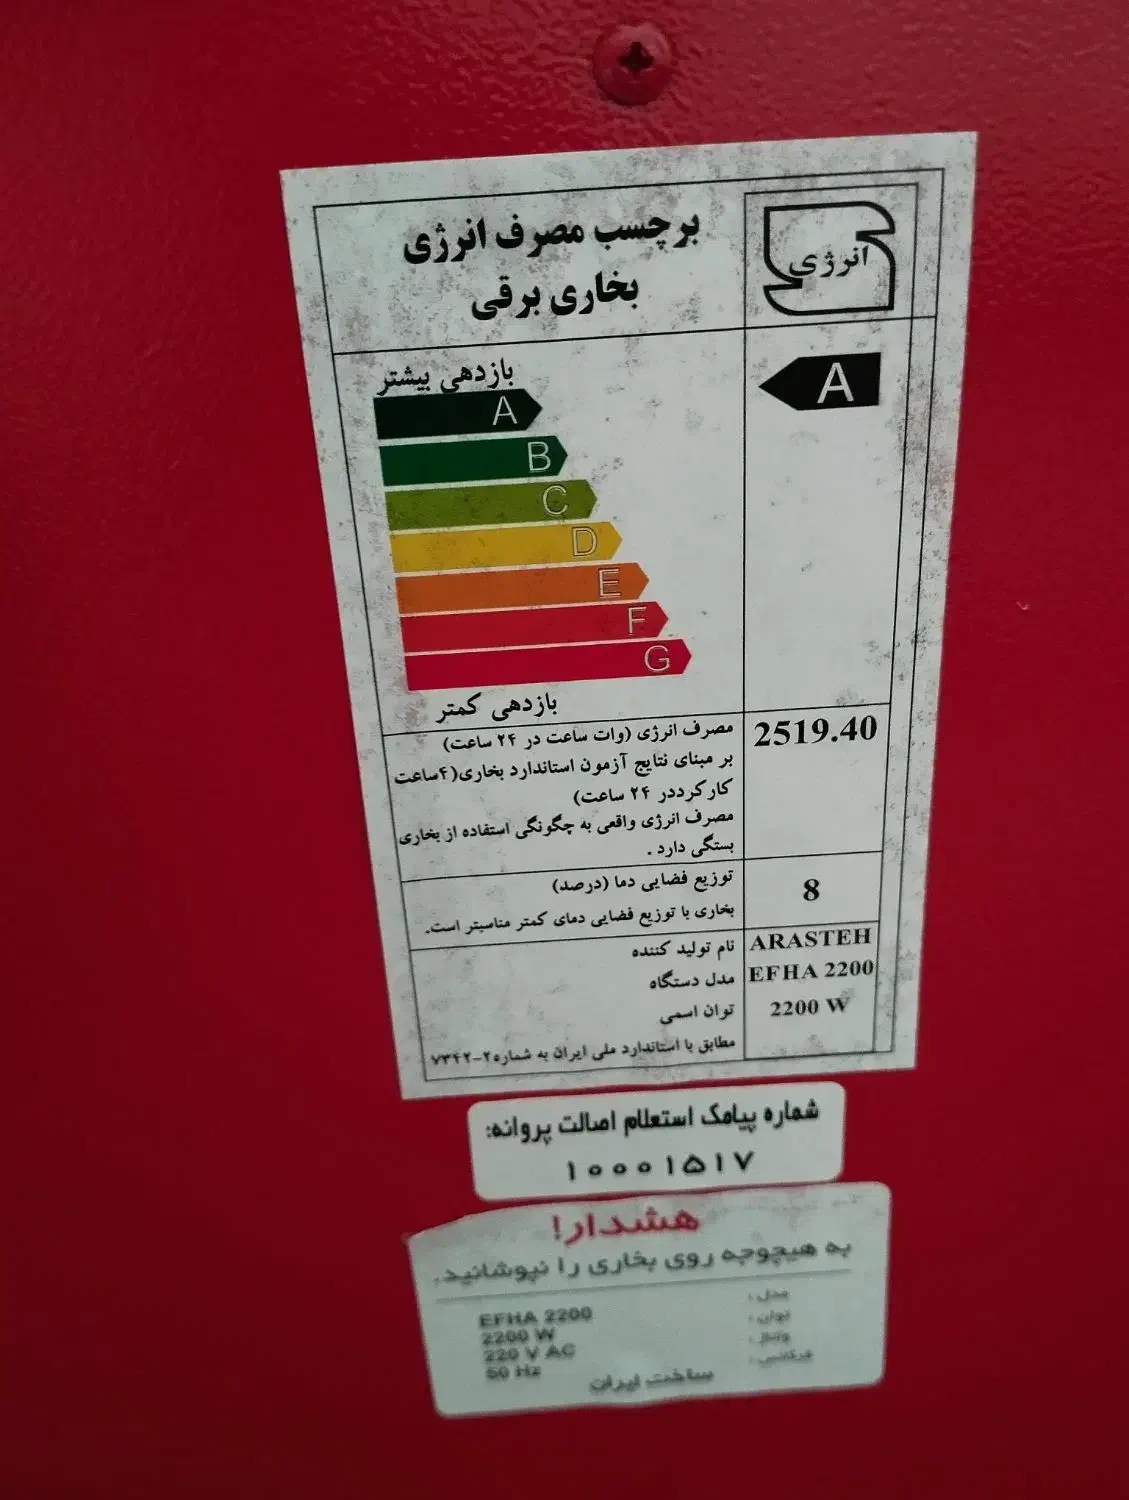 برچسب مصرف انرژی
بخاری برقی
انرژی
بازدهی بیشتر
A
A
B
C
D
E
F
G
بازدهی کمتر
مصرف انرژی (وات ساعت در ۲۴ ساعت)
بر مبنای نتایج آزمون استاندارد بخاری(۴ساعت
کارکرددر ۲۴ ساعت)
مصرف انرژی واقعی به چگونگی استفاده از بخاری
بستگی دارد .
2519.40
توزیع فضایی دما (درصد)
بخاری با توزیع فضایی دمای کمتر مناسبتر است.
8
نام تولید کننده ARASTEH
مدل دستگاه EFHA 2200
توان اسمی 2200 W
مطابق با استاندارد ملی ایران به شماره ۲-۷۳۴۲
شماره پیامک استعلام اصالت پروانه:
۱۰۰۰۱۵۱۷
هشدار!
به هیچوجه روی بخاری را نپوشانید.
مدل : EFHA 2200
توان : 2200 W
ولتاژ : 220 V AC
فرکانس : 50 Hz
ساخت ایران